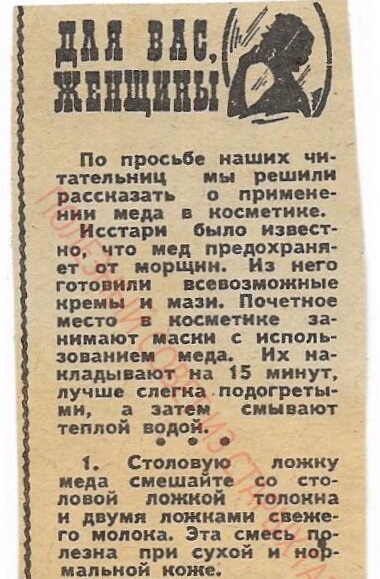 ДЛЯ ВАС,
ЖЕНЩИНЫ
По просьбе наших чи-
тательниц мы решили
рассказать о примене-
нии меда в косметике.
Исстари было извест-
но, что мед предохраня-
ет от морщин. Из него
готовили всевозможные
кремы и мази. Почетное
место в косметике за-
нимают маски с исполь-
зованием меда. Их на-
кладывают на 15 минут,
лучше слегка подогреты-
ми, а затем смывают
теплой водой.
• • •
1. Столовую ложку
меда смешайте со сто-
ловой ложкой толокна
и двумя ложками свеже-
го молока. Эта смесь по-
лезна при сухой и нор-
мальной коже.